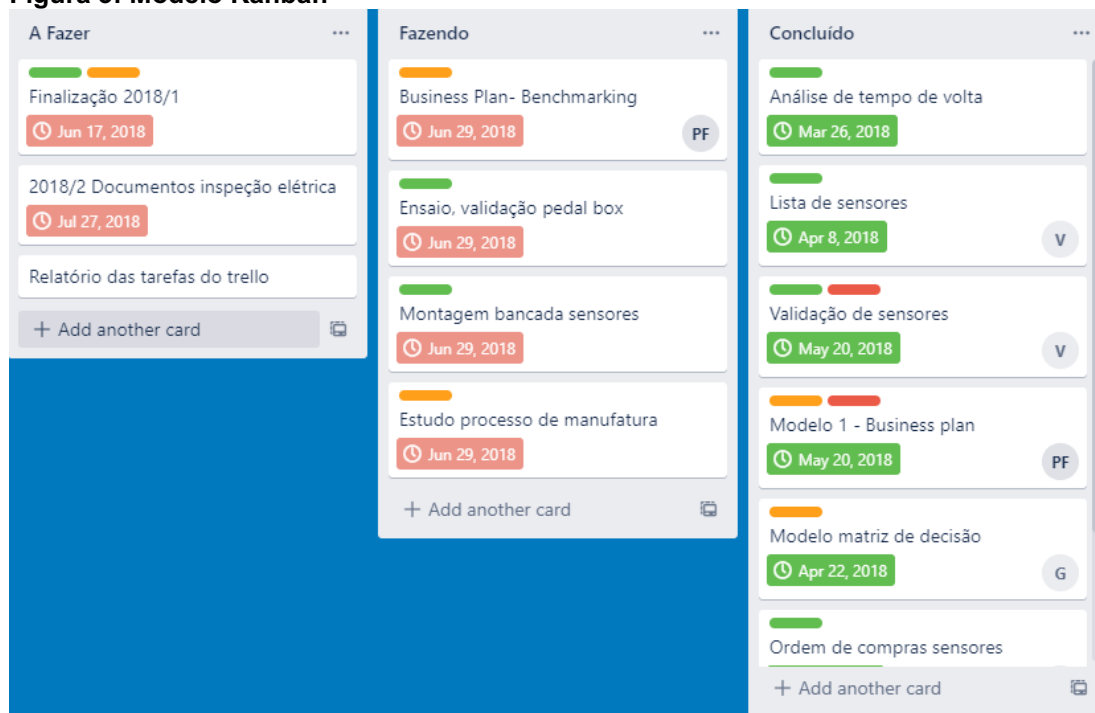 A Fazer
Finalização 2018/1
Jun 17, 2018
2018/2 Documentos inspeção elétrica
Jul 27, 2018
Relatório das tarefas do trello
+ Add another card
Fazendo
Business Plan- Benchmarking
Jun 29, 2018
PF
Ensaio, validação pedal box
Jun 29, 2018
Montagem bancada sensores
Jun 29, 2018
Estudo processo de manufatura
Jun 29, 2018
+ Add another card
Concluído
Análise de tempo de volta
Mar 26, 2018
Lista de sensores
Apr 8, 2018
V
Validação de sensores
May 20, 2018
V
Modelo 1 - Business plan
May 20, 2018
PF
Modelo matriz de decisão
Apr 22, 2018
G
Ordem de compras sensores
+ Add another card